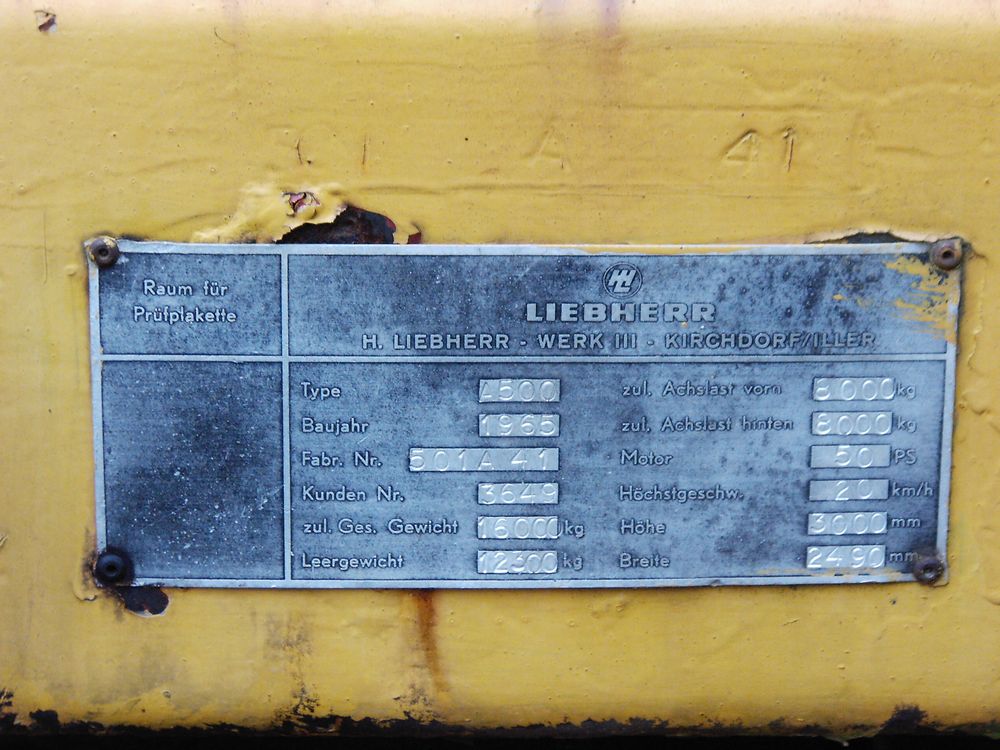 A 41
Raum für
Prüfplakette
LIEBHERR
H. LIEBHERR - WERK III - KIRCHDORF/ILLER
Type A500
Baujahr 1965
Fabr. Nr. 501A 41
Kunden Nr. 3649
zul. Ges. Gewicht 16000 kg
Leergewicht 12300 kg
zul. Achslast vorn 8000 kg
zul. Achslast hinten 8000 kg
Motor 50 PS
Höchstgeschw. 20 km/h
Höhe 3000 mm
Breite 2490 mm